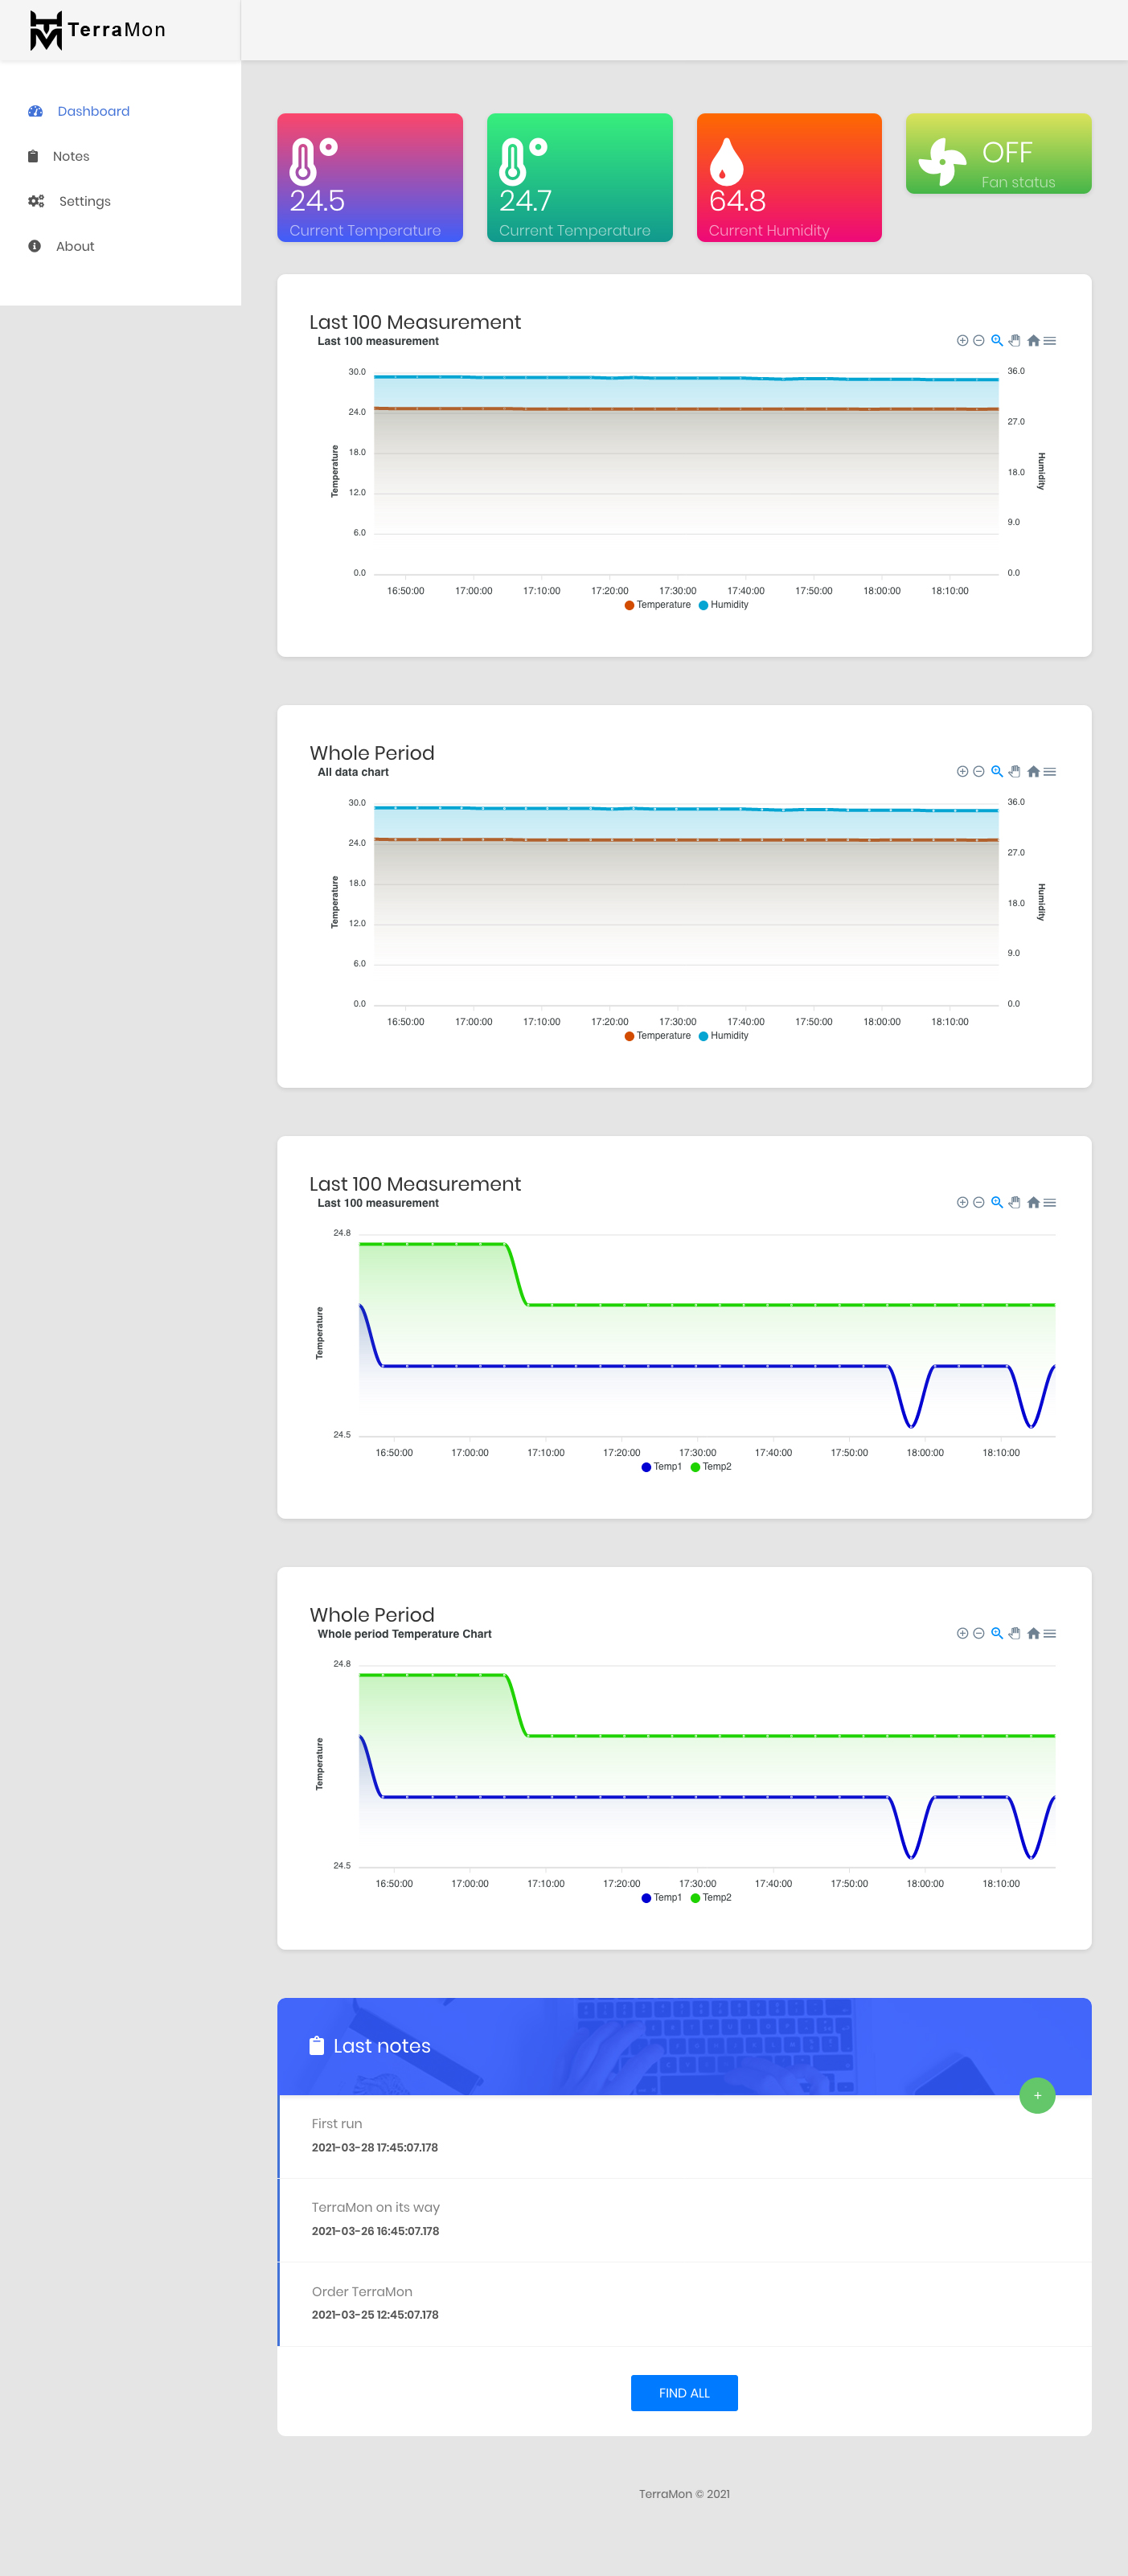 TerraMon
Dashboard
Notes
Settings
About
24.5
Current Temperature
24.7
Current Temperature
64.8
Current Humidity
OFF
Fan status
Last 100 Measurement
Last 100 measurement
30.0
24.0
18.0
12.0
6.0
0.0
Temperature
36.0
27.0
18.0
9.0
0.0
Humidity
16:50:00 17:00:00 17:10:00 17:20:00 17:30:00 17:40:00 17:50:00 18:00:00 18:10:00
Temperature Humidity
Whole Period
All data chart
30.0
24.0
18.0
12.0
6.0
0.0
Temperature
36.0
27.0
18.0
9.0
0.0
Humidity
16:50:00 17:00:00 17:10:00 17:20:00 17:30:00 17:40:00 17:50:00 18:00:00 18:10:00
Temperature Humidity
Last 100 Measurement
Last 100 measurement
24.8
24.5
Temperature
16:50:00 17:00:00 17:10:00 17:20:00 17:30:00 17:40:00 17:50:00 18:00:00 18:10:00
Temp1 Temp2
Whole Period
Whole period Temperature Chart
24.8
24.5
Temperature
16:50:00 17:00:00 17:10:00 17:20:00 17:30:00 17:40:00 17:50:00 18:00:00 18:10:00
Temp1 Temp2
Last notes
+
First run
2021-03-28 17:45:07.178
TerraMon on its way
2021-03-26 16:45:07.178
Order TerraMon
2021-03-25 12:45:07.178
FIND ALL
TerraMon © 2021